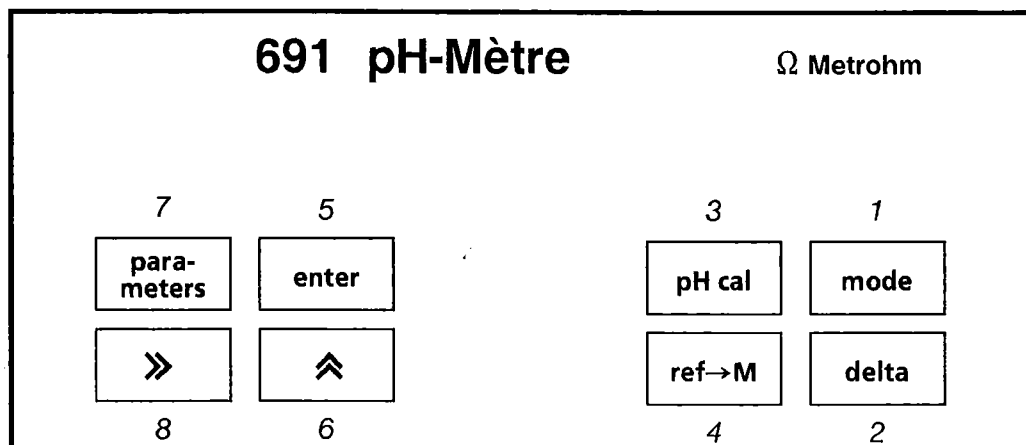 691 pH-Mètre
Ω Metrohm
7 5 3 1
para-
meters
enter
pH cal
mode
»
ref→M
delta
8 6 4 2